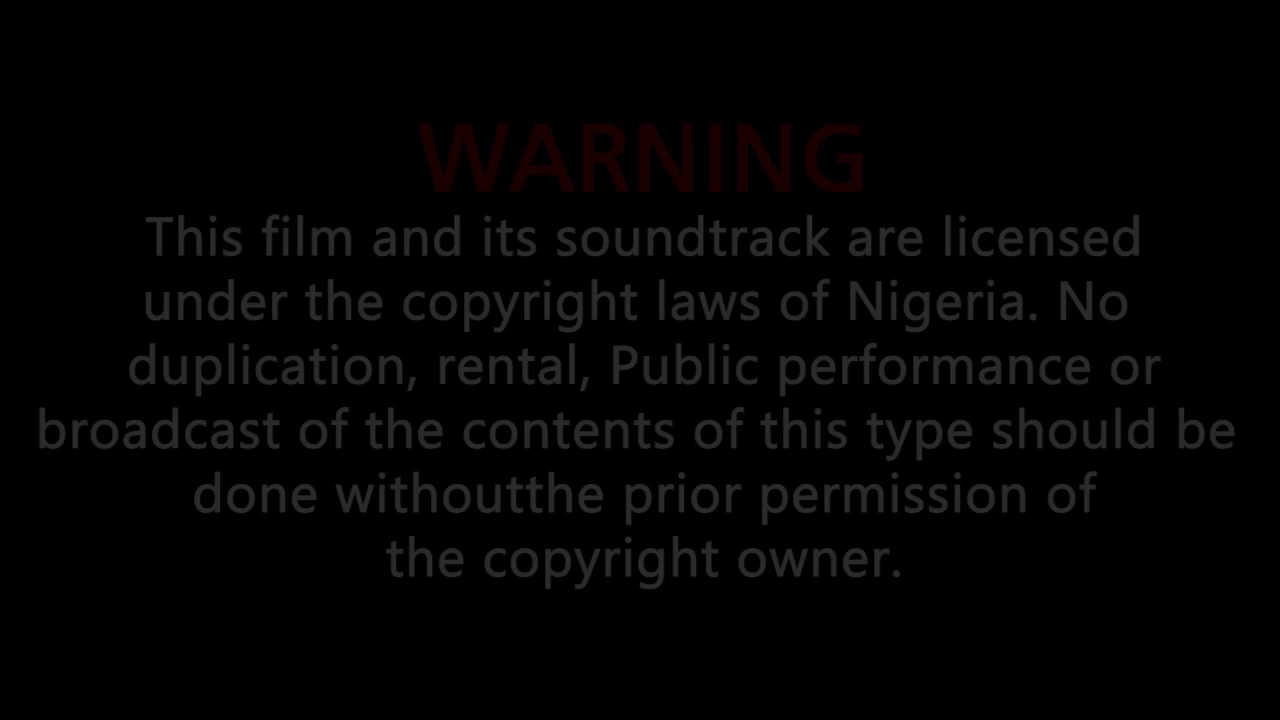 WARNING
This film and its soundtrack are licensed
under the copyright laws of Nigeria. No
duplication, rental, Public performance or
broadcast of the contents of this type should be
done withoutthe prior permission of
the copyright owner.